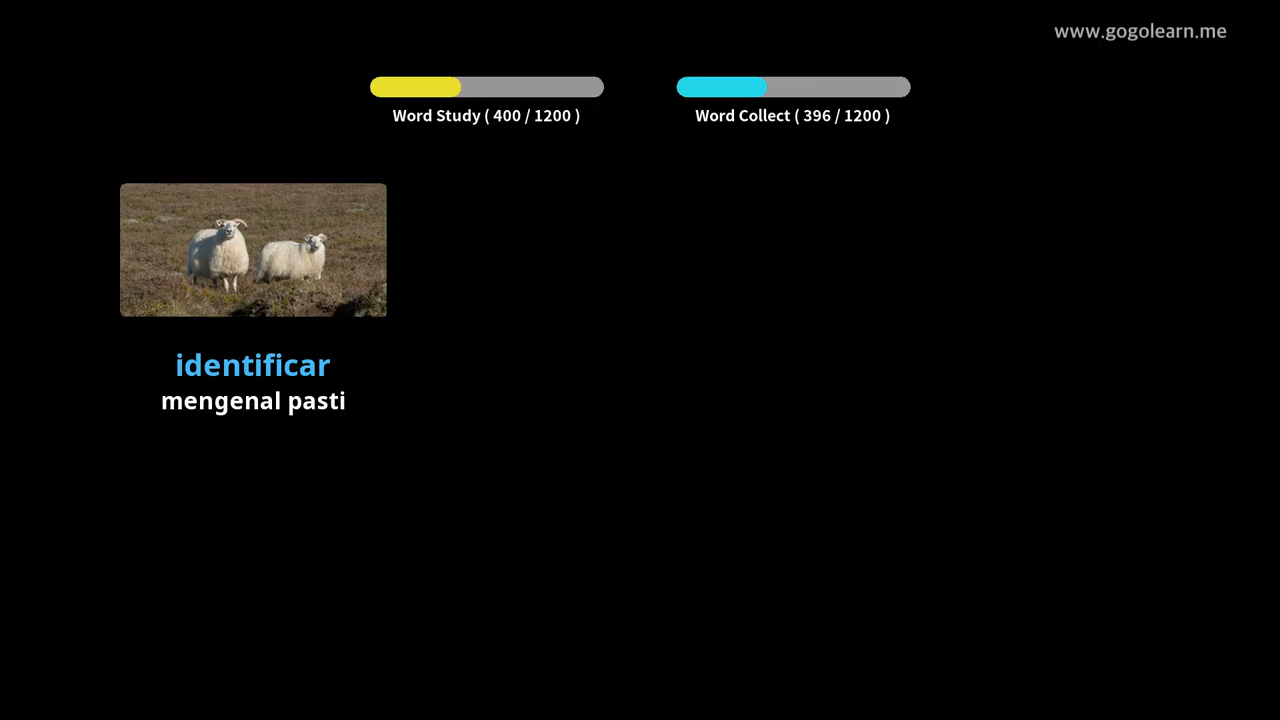 www.gogolearn.me
Word Study ( 400 / 1200 )
Word Collect ( 396 / 1200 )
identificar
mengenal pasti